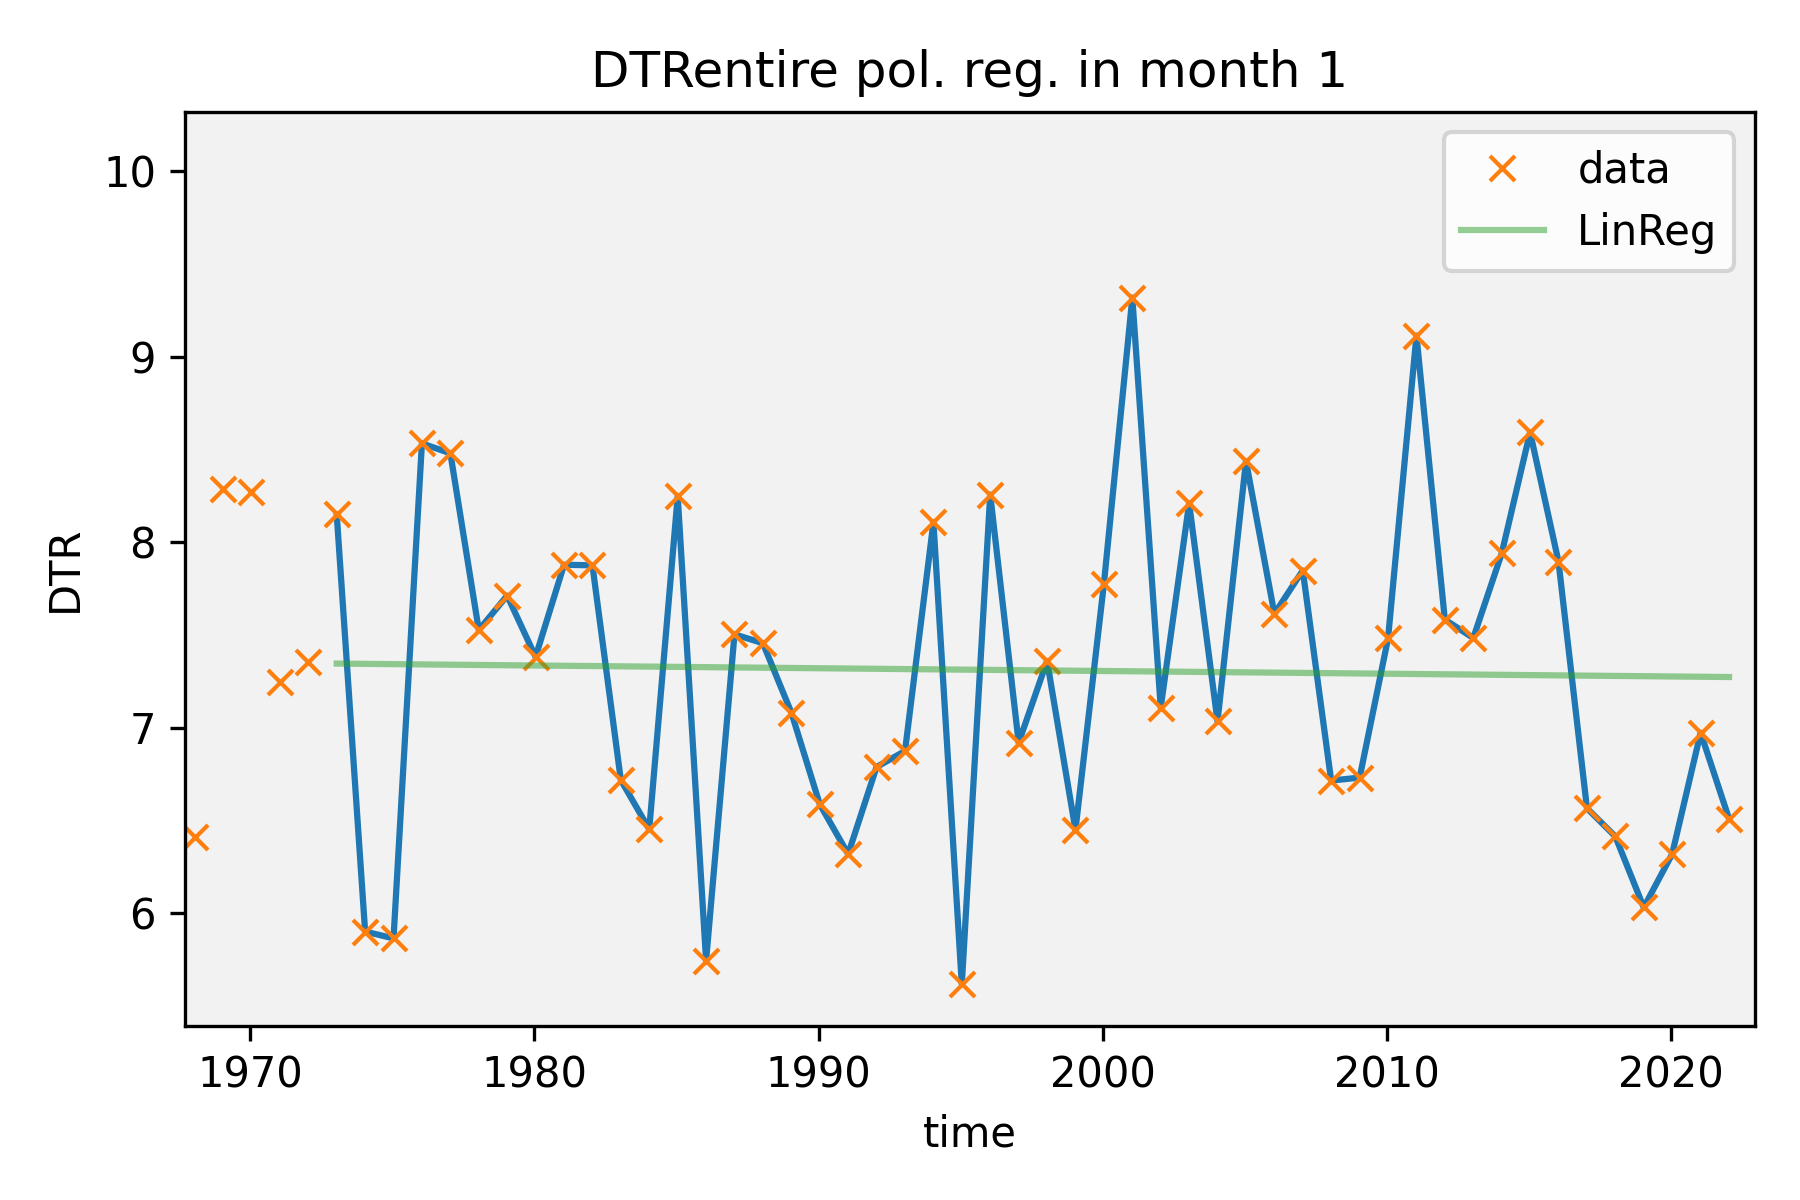 DTRentire pol. reg. in month 1
data
LinReg
10
9
8
7
6
DTR
1970 1980 1990 2000 2010 2020
time